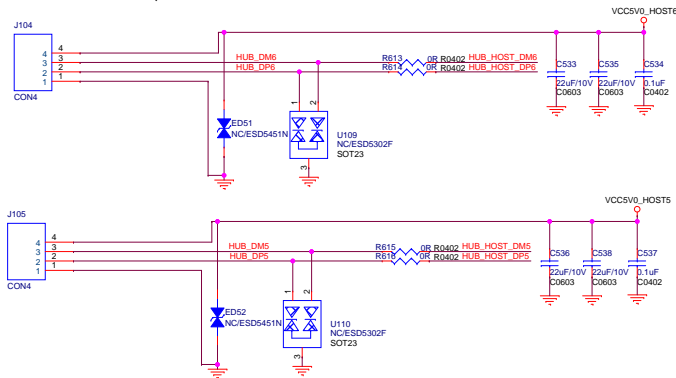 VCC5V0_HOST6
J104
4
3
2
1
4
3
2
1
CON4
HUB_DM6
HUB_DP6
R613
R614
0R
0R
R0402
R0402
HUB_HOST_DM6
HUB_HOST_DP6
C533
22uF/10V
C0603
C535
22uF/10V
C0603
C534
0.1uF
C0402
ED51
NC/ESD5451N
1
2
3
U109
NC/ESD5302F
SOT23
VCC5V0_HOST5
J105
4
3
2
1
4
3
2
1
CON4
HUB_DM5
HUB_DP5
R615
R616
0R
0R
R0402
R0402
HUB_HOST_DM5
HUB_HOST_DP5
C536
22uF/10V
C0603
C538
22uF/10V
C0603
C537
0.1uF
C0402
ED52
NC/ESD5451N
1
2
3
U110
NC/ESD5302F
SOT23